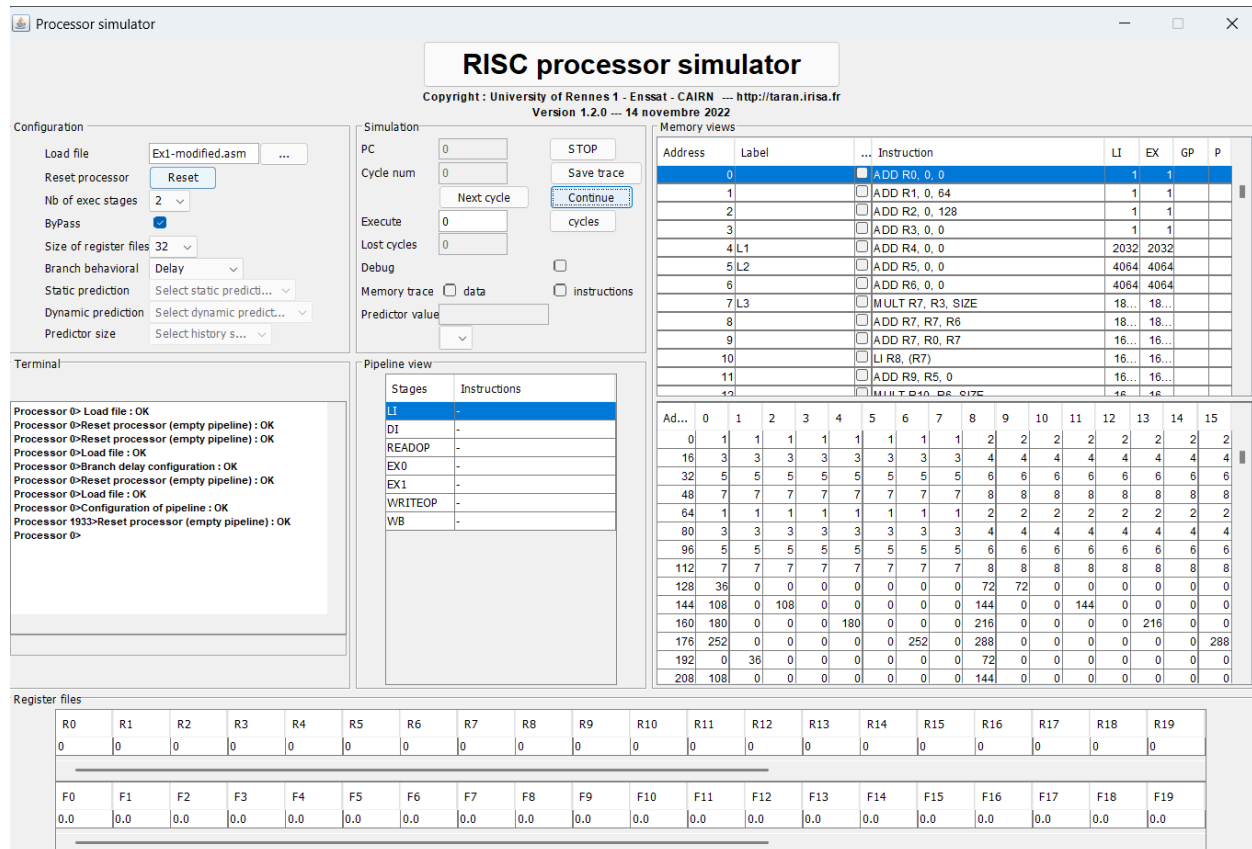 Processor simulator
RISC processor simulator
Copyright : University of Rennes 1 - Enssat - CAIRN --- http://taran.irisa.fr
Version 1.2.0 --- 14 novembre 2022
Configuration
Load file Ex1-modified.asm ...
Reset processor Reset
Nb of exec stages 2
ByPass
Size of register files 32
Branch behavioral Delay
Static prediction Select static predicti...
Dynamic prediction Select dynamic predict...
Predictor size Select history s...
Simulation
PC 0 STOP
Cycle num 0 Save trace
Next cycle Continue
Execute 0 cycles
Lost cycles 0
Debug
Memory trace data instructions
Predictor value
Memory views
Address Label ... Instruction LI EX GP P
0 ADD R0, 0, 0 1 1
1 ADD R1, 0, 64 1 1
2 ADD R2, 0, 128 1 1
3 ADD R3, 0, 0 1 1
4 L1 ADD R4, 0, 0 2032 2032
5 L2 ADD R5, 0, 0 4064 4064
6 ADD R6, 0, 0 4064 4064
7 L3 MULT R7, R3, SIZE 18... 18...
8 ADD R7, R7, R6 18... 18...
9 ADD R7, R0, R7 16... 16...
10 LI R8, (R7) 16... 16...
11 ADD R9, R5, 0 16... 16...
12 MULT R10, R6, SIZE 16 16
Terminal
Processor 0> Load file : OK
Processor 0>Reset processor (empty pipeline) : OK
Processor 0>Reset processor (empty pipeline) : OK
Processor 0>Load file : OK
Processor 0>Branch delay configuration : OK
Processor 0>Reset processor (empty pipeline) : OK
Processor 0>Load file : OK
Processor 0>Configuration of pipeline : OK
Processor 1933>Reset processor (empty pipeline) : OK
Processor 0>
Pipeline view
Stages Instructions
LI -
DI -
READOP -
EX0 -
EX1 -
WRITEOP -
WB -
Ad... 0 1 2 3 4 5 6 7 8 9 10 11 12 13 14 15
0 1 1 1 1 1 1 1 1 2 2 2 2 2 2 2 2
16 3 3 3 3 3 3 3 3 4 4 4 4 4 4 4 4
32 5 5 5 5 5 5 5 5 6 6 6 6 6 6 6 6
48 7 7 7 7 7 7 7 7 8 8 8 8 8 8 8 8
64 1 1 1 1 1 1 1 1 2 2 2 2 2 2 2 2
80 3 3 3 3 3 3 3 3 4 4 4 4 4 4 4 4
96 5 5 5 5 5 5 5 5 6 6 6 6 6 6 6 6
112 7 7 7 7 7 7 7 7 8 8 8 8 8 8 8 8
128 36 0 0 0 0 0 0 0 72 72 0 0 0 0 0 0
144 108 0 108 0 0 0 0 0 144 0 0 144 0 0 0 0
160 180 0 0 0 180 0 0 0 216 0 0 0 0 216 0 0
176 252 0 0 0 0 0 252 0 288 0 0 0 0 0 0 288
192 0 36 0 0 0 0 0 0 72 0 0 0 0 0 0
208 108 0 0 0 0 0 0 144 0 0 0 0 0 0 0
Register files
R0 R1 R2 R3 R4 R5 R6 R7 R8 R9 R10 R11 R12 R13 R14 R15 R16 R17 R18 R19
0 0 0 0 0 0 0 0 0 0 0 0 0 0 0 0 0 0 0 0
F0 F1 F2 F3 F4 F5 F6 F7 F8 F9 F10 F11 F12 F13 F14 F15 F16 F17 F18 F19
0.0 0.0 0.0 0.0 0.0 0.0 0.0 0.0 0.0 0.0 0.0 0.0 0.0 0.0 0.0 0.0 0.0 0.0 0.0 0.0